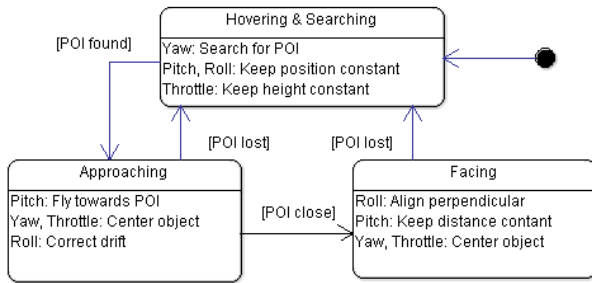 Hovering & Searching
[POI found]
Yaw: Search for POI
Pitch, Roll: Keep position constant
Throttle: Keep height constant
[POI lost]
[POI lost]
Approaching
Pitch: Fly towards POI
Yaw, Throttle: Center object
Roll: Correct drift
[POI close]
Facing
Roll: Align perpendicular
Pitch: Keep distance contant
Yaw, Throttle: Center object